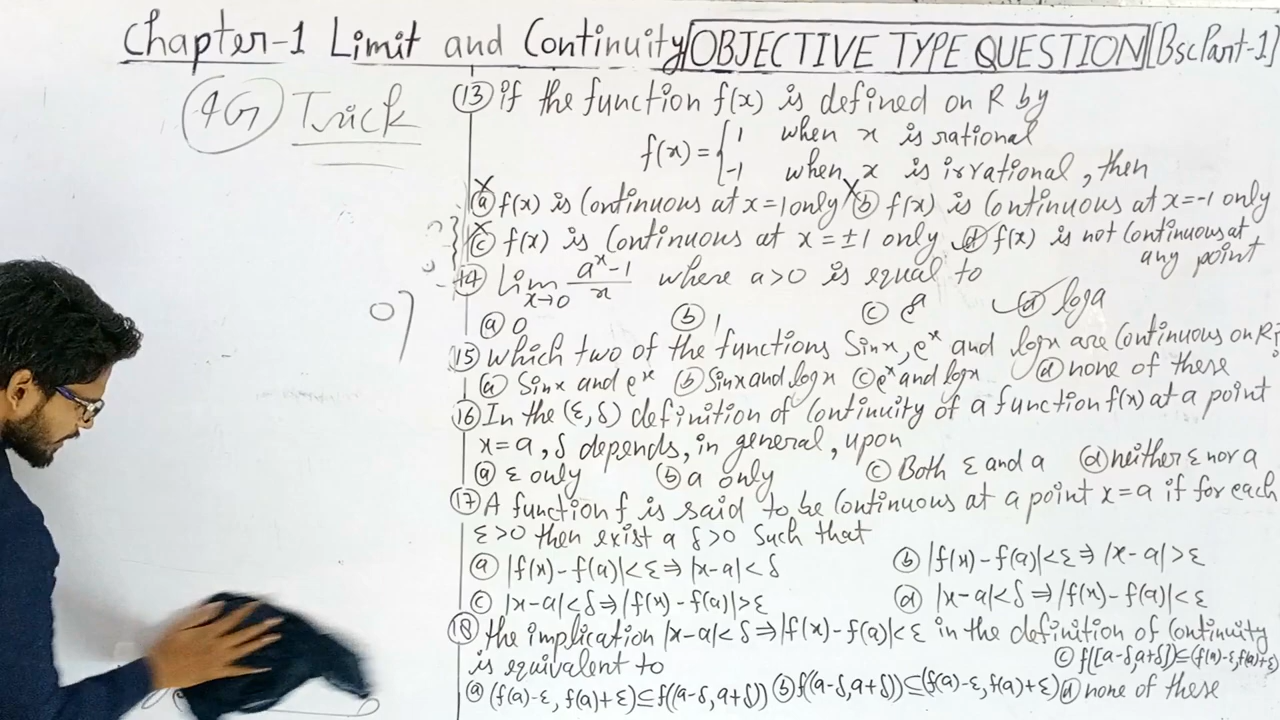 Chapter-1 Limit and Continuity OBJECTIVE TYPE QUESTION [Bsc Part-1]
4G Trick
(13) if the function f(x) is defined on R by
f(x) = { 1 when x is rational
-1 when x is irrational, then
(a) f(x) is Continuous at x=1 only (b) f(x) is Continuous at x=-1 only
(c) f(x) is Continuous at x=±1 only (d) f(x) is not Continuous at any point
(14) Lim x→0 (a^x-1)/x where a>0 is equal to
(a) 0 (b) 1 (c) (d) log a
(15) which two of the functions Sinx, e^x and logx are Continuous on R?
(a) Sinx and e^x (b) Sinx and logx (c) e^x and logx (d) none of these
(16) In the (ε, δ) definition of Continuity of a function f(x) at a point
x=a, δ depends, in general, upon
(a) ε only (b) a only (c) Both ε and a (d) neither ε nor a
(17) A function f is said to be Continuous at a point x=a if for each
ε>0 then exist a δ>0 Such that
(a) |f(x)-f(a)|<ε⇒|x-a|<δ (b) |f(x)-f(a)|<ε⇒|x-a|>ε
(c) |x-a|<δ⇒|f(x)-f(a)|>ε (d) |x-a|<δ⇒|f(x)-f(a)|<ε
(18) the implication |x-a|<δ⇒|f(x)-f(a)|<ε in the definition of Continuity
is equivalent to (c) f([a-δ,a+δ])⊆(f(a)-ε,f(a)+ε)
(a) (f(a)-ε, f(a)+ε)⊆f((a-δ,a+δ)) (b) f((a-δ,a+δ))⊆(f(a)-ε,f(a)+ε) (d) none of these